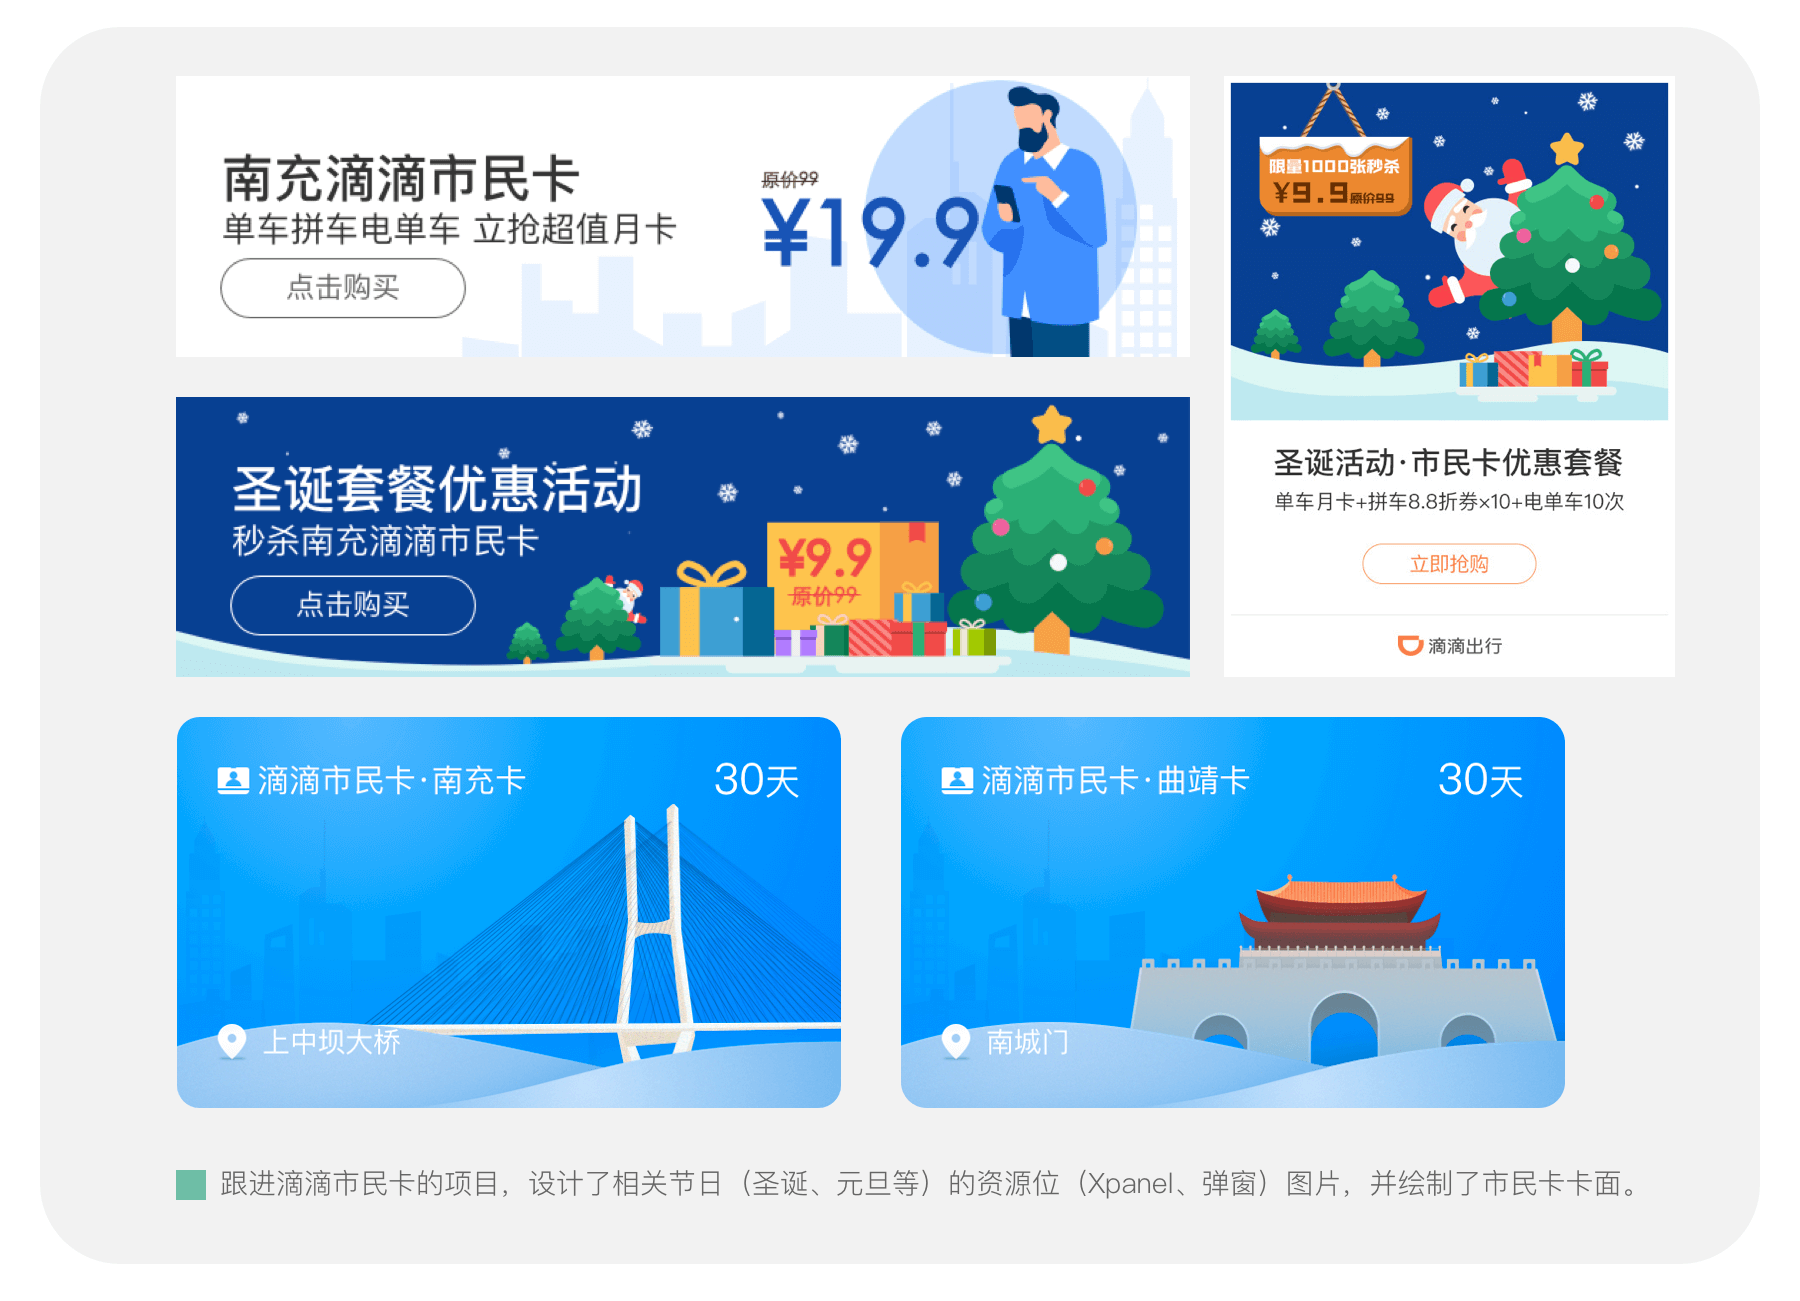 南充滴滴市民卡
单车拼车电单车 立抢超值月卡
点击购买
原价99
¥19.9
限量1000张秒杀
¥9.9原价99
圣诞活动·市民卡优惠套餐
单车月卡+拼车8.8折券×10+电单车10次
立即抢购
滴滴出行
圣诞套餐优惠活动
秒杀南充滴滴市民卡
点击购买
¥9.9
原价99
滴滴市民卡·南充卡
30天
上中坝大桥
滴滴市民卡·曲靖卡
30天
南城门
跟进滴滴市民卡的项目，设计了相关节日（圣诞、元旦等）的资源位（Xpanel、弹窗）图片，并绘制了市民卡卡面。